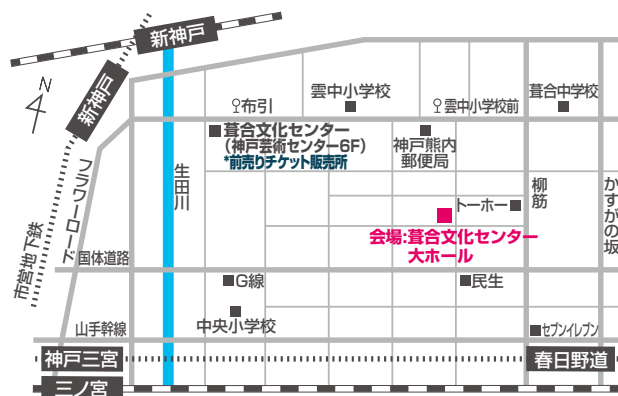 新神戸
新神戸
N
布引
雲中小学校
雲中小学校前
葺合中学校
葺合文化センター
(神戸芸術センター6F)
*前売りチケット販売所
神戸熊内
郵便局
フラワーロード
生田川
柳筋
かすがの坂
トーホー
市営地下鉄
会場:葺合文化センター
大ホール
国体道路
G線
民生
中央小学校
山手幹線
セブンイレブン
神戸三宮
春日野道
三ノ宮